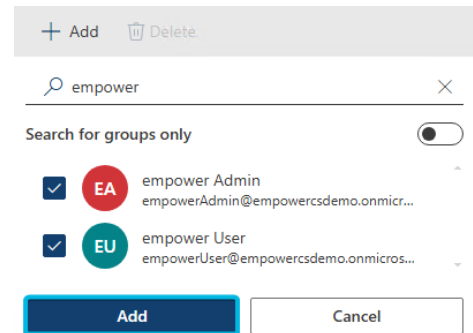 + Add Delete
empower
Search for groups only
EA empower Admin
empowerAdmin@empowercsdemo.onmicr...
EU empower User
empowerUser@empowercsdemo.onmicros...
Add Cancel